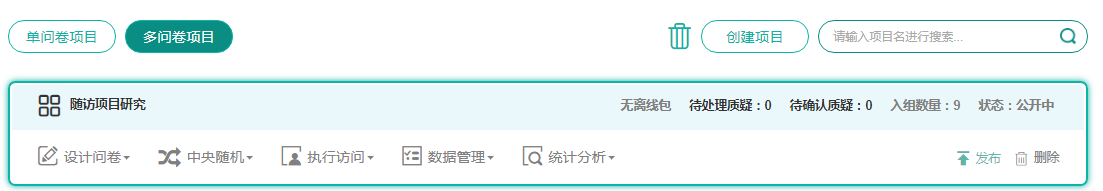 单问卷项目 多问卷项目 创建项目 请输入项目名进行搜索...
随访项目研究 无离线包 待处理质疑：0 待确认质疑：0 入组数量：9 状态：公开中
设计问卷 中央随机 执行访问 数据管理 统计分析 发布 删除